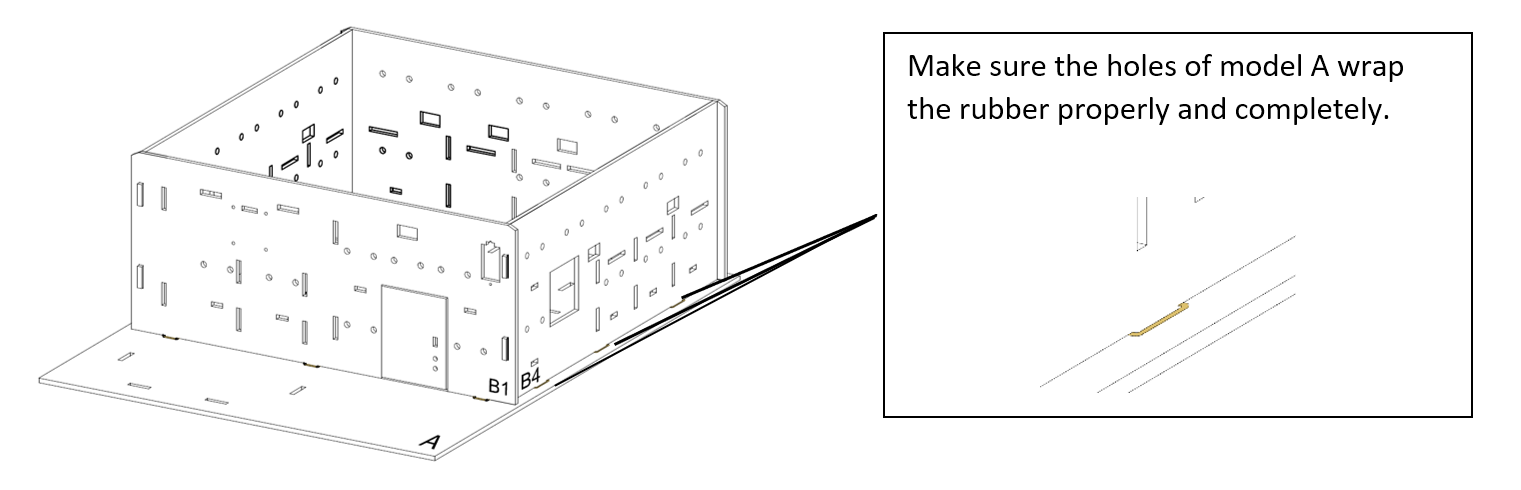 Make sure the holes of model A wrap
the rubber properly and completely.
B1 B4
A